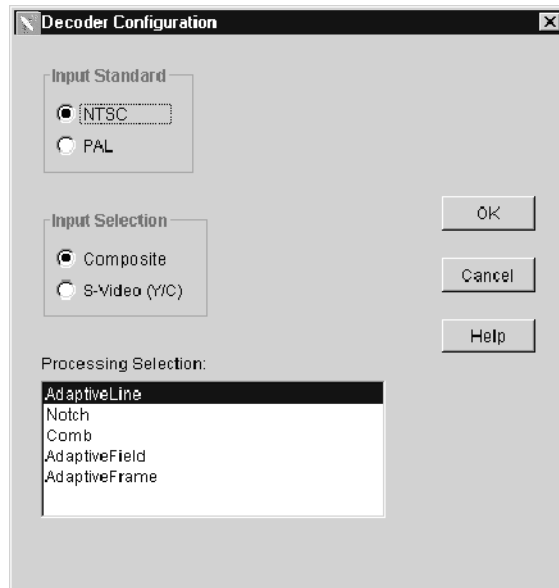 Decoder Configuration
Input Standard
NTSC
PAL
Input Selection
Composite
S-Video (Y/C)
OK
Cancel
Help
Processing Selection:
AdaptiveLine
Notch
Comb
AdaptiveField
AdaptiveFrame